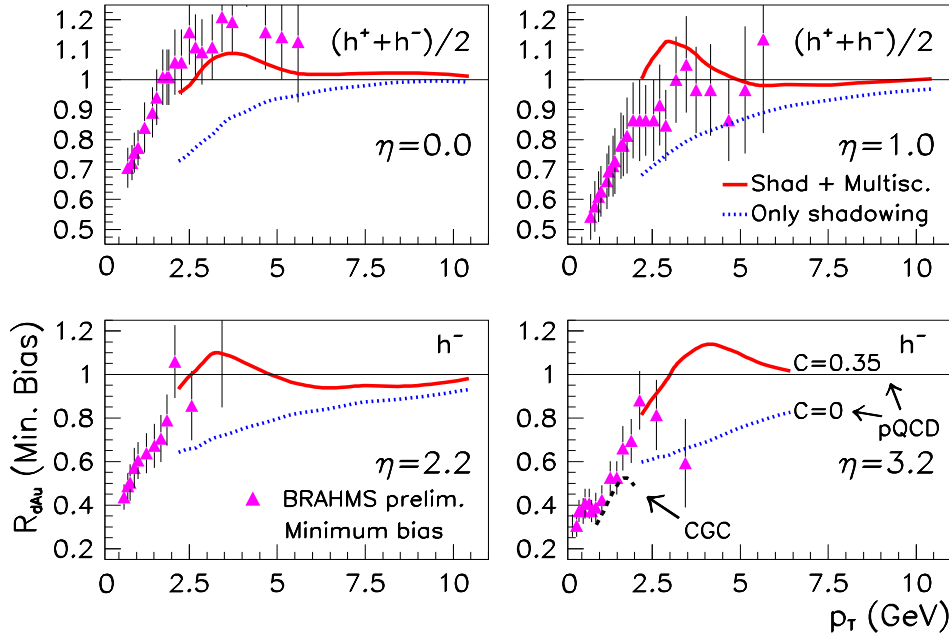 1.2
1.1
1
0.9
0.8
0.7
0.6
0.5
(h⁺+h⁻)/2
η=0.0
0
2.5
5
7.5
10
1.2
1.1
1
0.9
0.8
0.7
0.6
0.5
(h⁺+h⁻)/2
η=1.0
Shad + Multisc.
Only shadowing
0
2.5
5
7.5
10
R_dAu (Min. Bias)
1.2
1
0.8
0.6
0.4
0.2
h⁻
η=2.2
BRAHMS prelim.
Minimum bias
0
2.5
5
7.5
10
1.2
1
0.8
0.6
0.4
0.2
h⁻
C=0.35
C=0
pQCD
η=3.2
CGC
0
2.5
5
7.5
10
p_T (GeV)